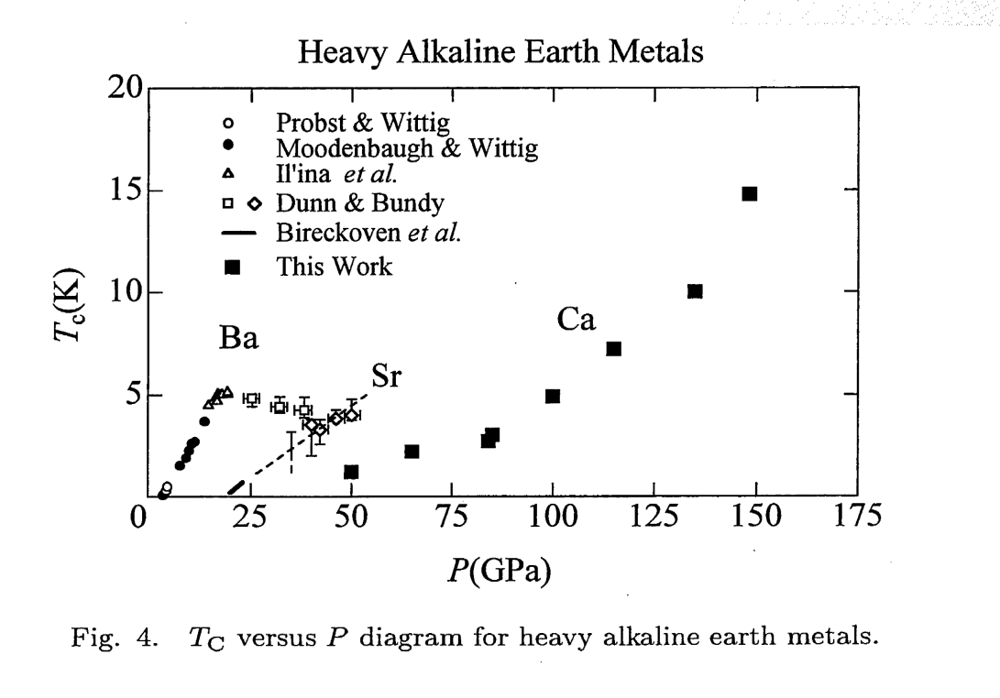 Heavy Alkaline Earth Metals
20
15
10
5
0
25
50
75
100
125
150
175
Tc(K)
P(GPa)
Probst & Wittig
Moodenbaugh & Wittig
Il'ina et al.
Dunn & Bundy
Bireckoven et al.
This Work
Ba
Sr
Ca
Fig. 4. TC versus P diagram for heavy alkaline earth metals.